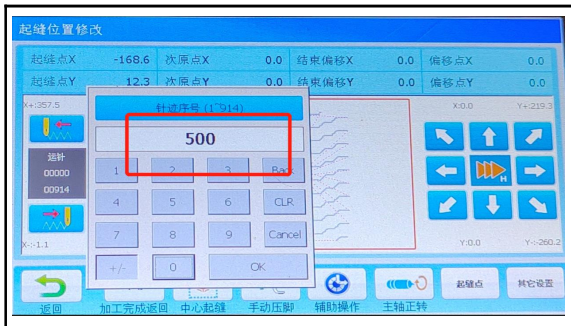 起缝位置修改
起缝点X -168.6 次原点X 0.0 结束偏移X 0.0 偏移点X 0.0
起缝点Y 12.3 次原点Y 0.0 结束偏移Y 0.0 偏移点Y 0.0
X+:357.5 针迹序号 (1~914) X:0.0 Y+:219.3
500
运针
00000
00914
1 2 3 Back
4 5 6 CLR
7 8 9 Cancel
+/- 0 OK
X-:-1.1 Y:0.0 Y-:-260.2
H
起缝点 其它设置
返回 加工完成返回 中心起缝 手动压脚 辅助操作 主轴正转